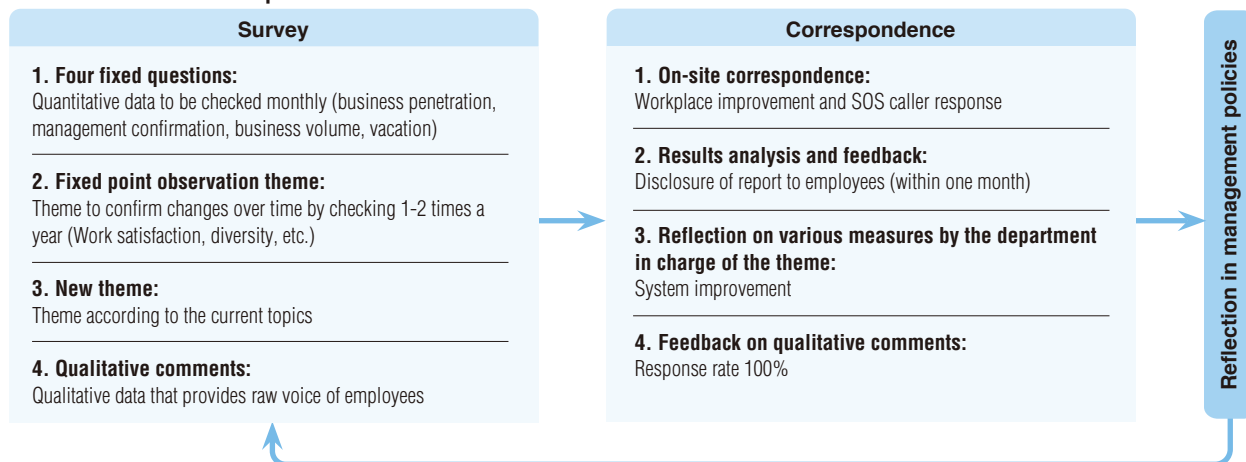 Survey
1. Four fixed questions:
Quantitative data to be checked monthly (business penetration,
management confirmation, business volume, vacation)
2. Fixed point observation theme:
Theme to confirm changes over time by checking 1-2 times a
year (Work satisfaction, diversity, etc.)
3. New theme:
Theme according to the current topics
4. Qualitative comments:
Qualitative data that provides raw voice of employees
Correspondence
1. On-site correspondence:
Workplace improvement and SOS caller response
2. Results analysis and feedback:
Disclosure of report to employees (within one month)
3. Reflection on various measures by the department
in charge of the theme:
System improvement
4. Feedback on qualitative comments:
Response rate 100%
Reflection in management policies